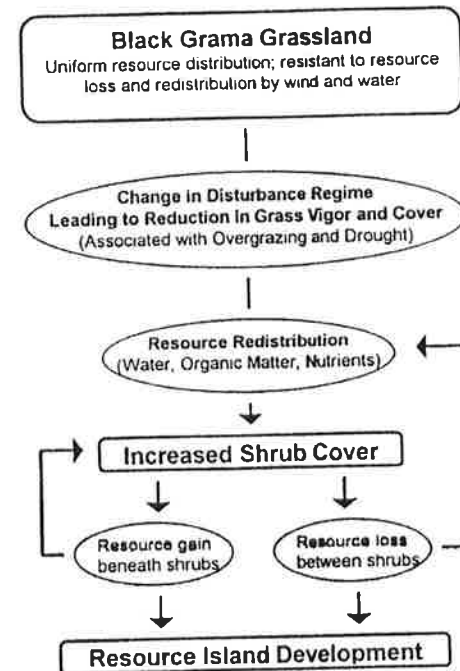 Black Grama Grassland
Uniform resource distribution; resistant to resource
loss and redistribution by wind and water
Change in Disturbance Regime
Leading to Reduction In Grass Vigor and Cover
(Associated with Overgrazing and Drought)
Resource Redistribution
(Water, Organic Matter, Nutrients)
Increased Shrub Cover
Resource gain
beneath shrubs
Resource loss
between shrubs
Resource Island Development